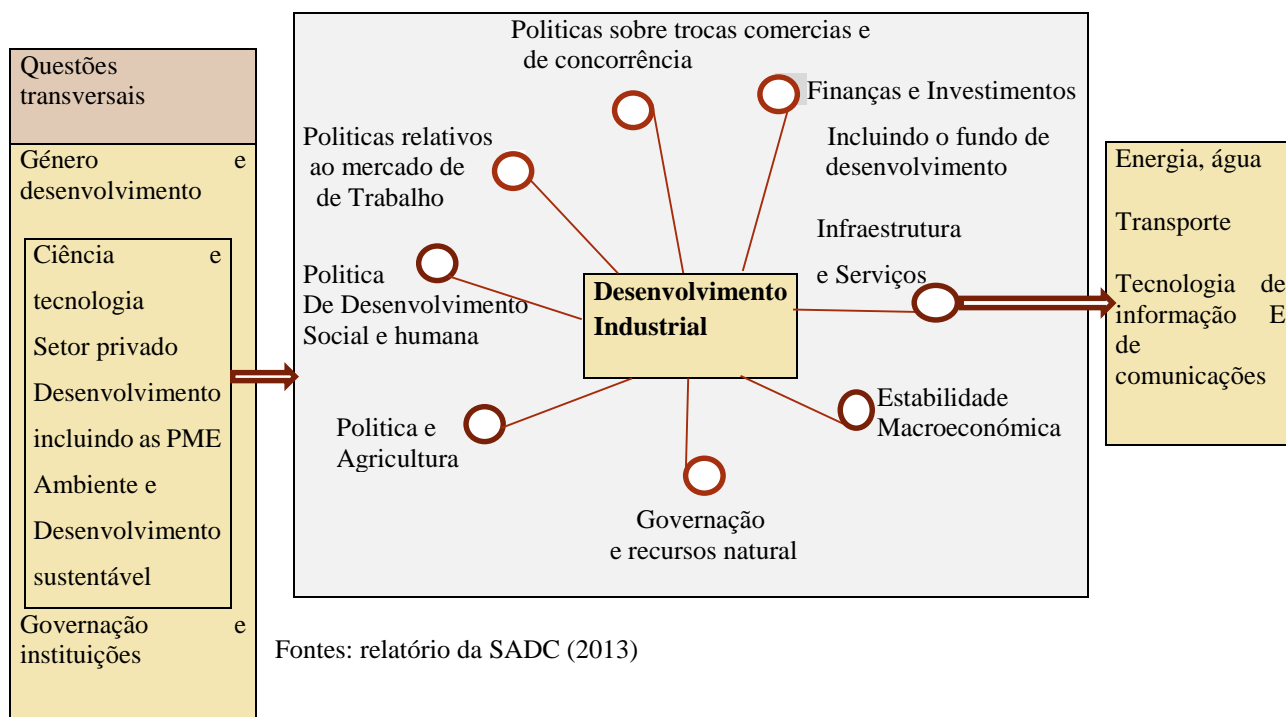 Questões
transversais
Género e
desenvolvimento
Ciência e
tecnologia
Setor privado
Desenvolvimento
incluindo as PME
Ambiente e
Desenvolvimento
sustentável
Governação e
instituições
Politicas sobre trocas comercias e
de concorrência
Finanças e Investimentos
Incluindo o fundo de
desenvolvimento
Politicas relativos
ao mercado de
de Trabalho
Infraestrutura
e Serviços
Politica
De Desenvolvimento
Social e humana
Desenvolvimento
Industrial
Politica e
Agricultura
Estabilidade
Macroeconómica
Governação
e recursos natural
Energia, água
Transporte
Tecnologia de
informação E
de
comunicações
Fontes: relatório da SADC (2013)